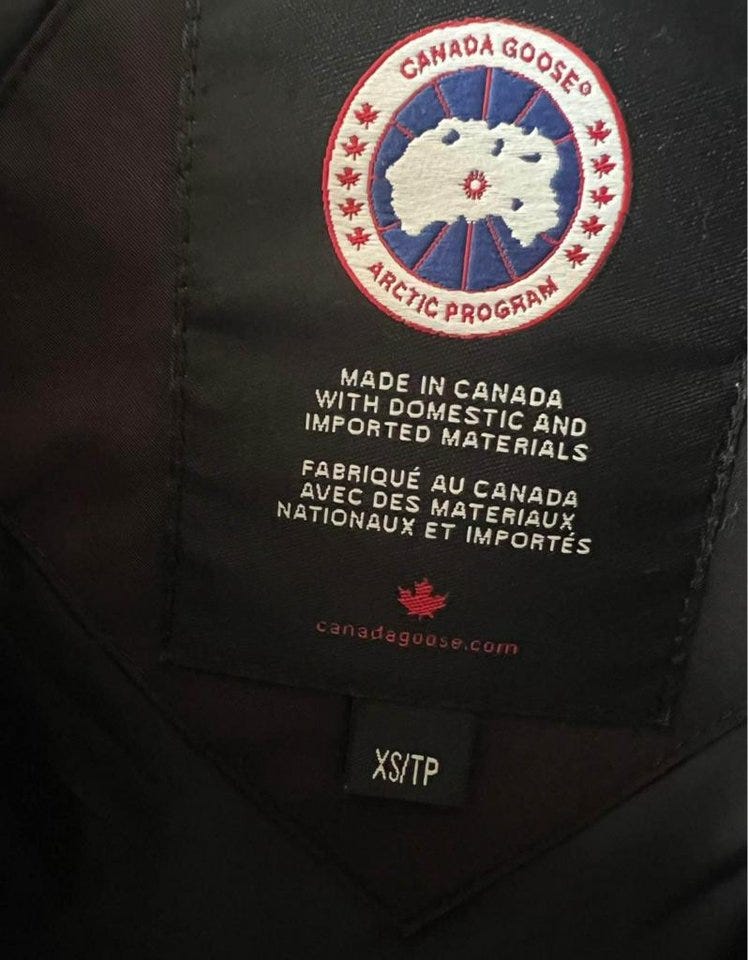 CANADA GOOSE®
ARCTIC PROGRAM
MADE IN CANADA
WITH DOMESTIC AND
IMPORTED MATERIALS
FABRIQUÉ AU CANADA
AVEC DES MATERIAUX
NATIONAUX ET IMPORTÉS
canadagoose.com
XS/TP